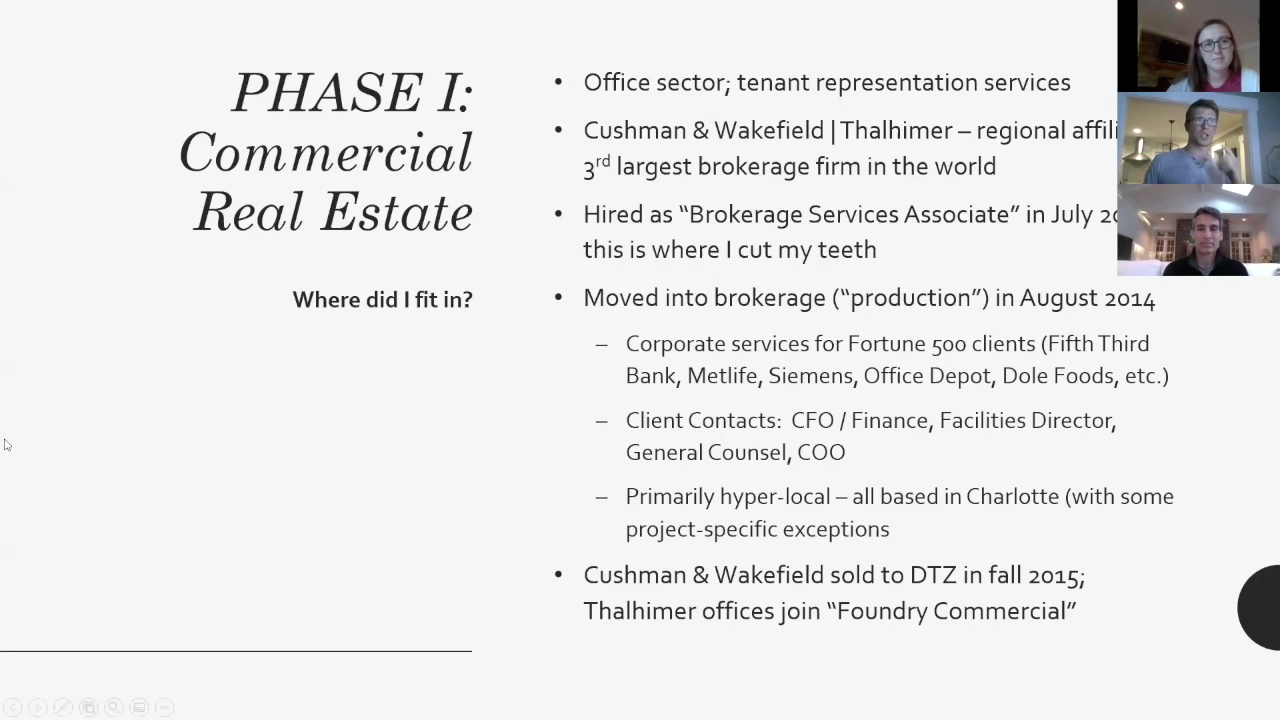 PHASE I:
Commercial
Real Estate
Where did I fit in?
• Office sector; tenant representation services
• Cushman & Wakefield | Thalhimer – regional
3rd largest brokerage firm in the world
• Hired as “Brokerage Services Associate” in July
this is where I cut my teeth
• Moved into brokerage (“production”) in August 2014
– Corporate services for Fortune 500 clients (Fifth Third
Bank, Metlife, Siemens, Office Depot, Dole Foods, etc.)
– Client Contacts: CFO / Finance, Facilities Director,
General Counsel, COO
– Primarily hyper-local – all based in Charlotte (with some
project-specific exceptions
• Cushman & Wakefield sold to DTZ in fall 2015;
Thalhimer offices join “Foundry Commercial”